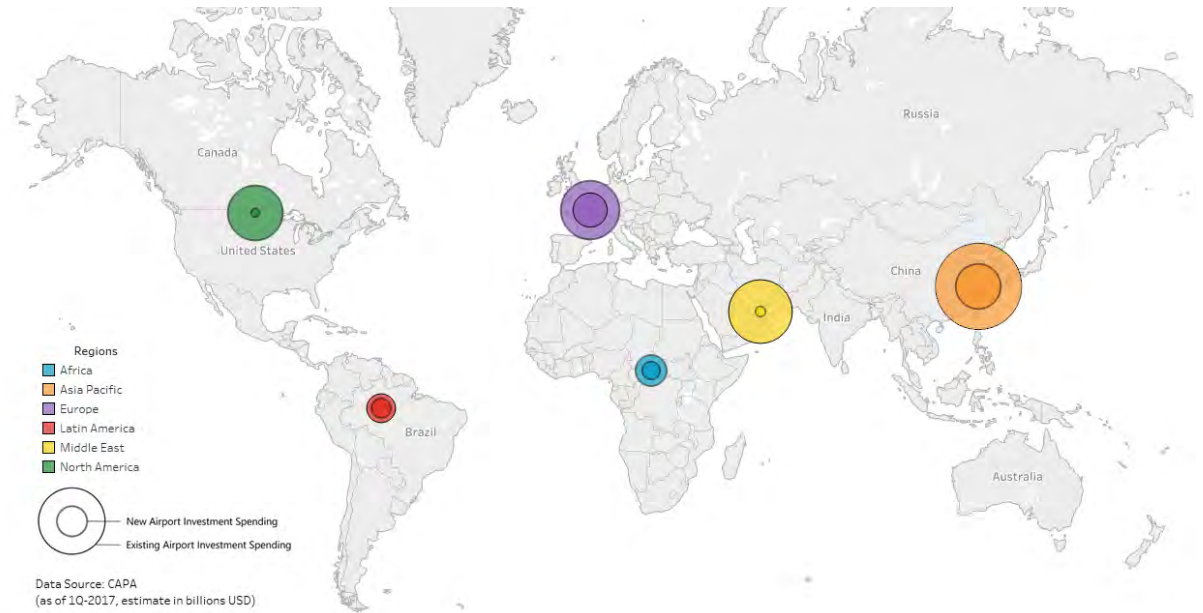 Russia
Canada
United States
China
India
Brazil
Australia
Regions
Africa
Asia Pacific
Europe
Latin America
Middle East
North America
New Airport Investment Spending
Existing Airport Investment Spending
Data Source: CAPA
(as of 1Q-2017, estimate in billions USD)